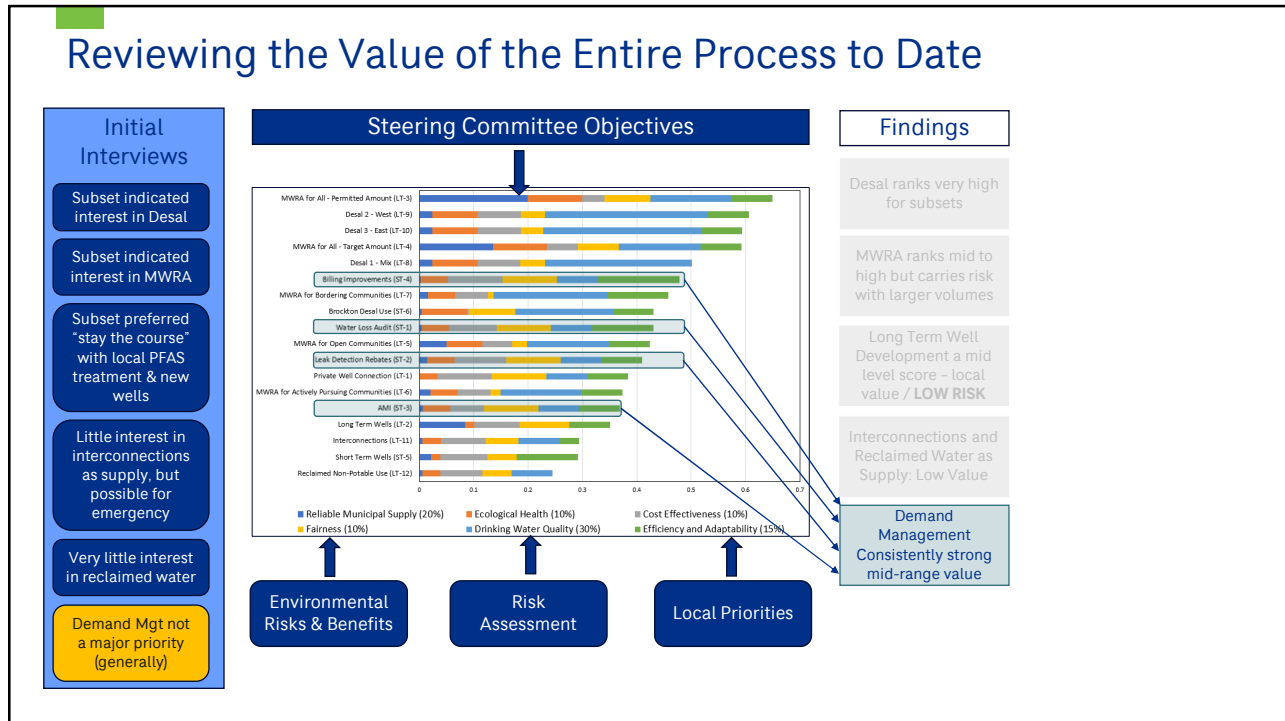 Reviewing the Value of the Entire Process to Date
Initial
Interviews
Subset indicated
interest in Desal
Subset indicated
interest in MWRA
Subset preferred
“stay the course”
with local PFAS
treatment & new
wells
Little interest in
interconnections
as supply, but
possible for
emergency
Very little interest
in reclaimed water
Demand Mgt not
a major priority
(generally)
Steering Committee Objectives
MWRA for All - Permitted Amount (LT-3)
Desal 2 - West (LT-9)
Desal 3 - East (LT-10)
MWRA for All - Target Amount (LT-4)
Desal 1 - Mix (LT-8)
Billing Improvements (ST-4)
MWRA for Bordering Communities (LT-7)
Brockton Desal Use (ST-6)
Water Loss Audit (ST-1)
MWRA for Open Communities (LT-5)
Leak Detection Rebates (ST-2)
Private Well Connection (LT-1)
MWRA for Actively Pursuing Communities (LT-6)
AMI (ST-3)
Long Term Wells (LT-2)
Interconnections (LT-11)
Short Term Wells (ST-5)
Reclaimed Non-Potable Use (LT-12)
0 0.1 0.2 0.3 0.4 0.5 0.6 0.7
Reliable Municipal Supply (20%) Ecological Health (10%) Cost Effectiveness (10%)
Fairness (10%) Drinking Water Quality (30%) Efficiency and Adaptability (15%)
Environmental
Risks & Benefits
Risk
Assessment
Local Priorities
Findings
Desal ranks very high
for subsets
MWRA ranks mid to
high but carries risk
with larger volumes
Long Term Well
Development a mid
level score – local
value / LOW RISK
Interconnections and
Reclaimed Water as
Supply: Low Value
Demand
Management
Consistently strong
mid-range value